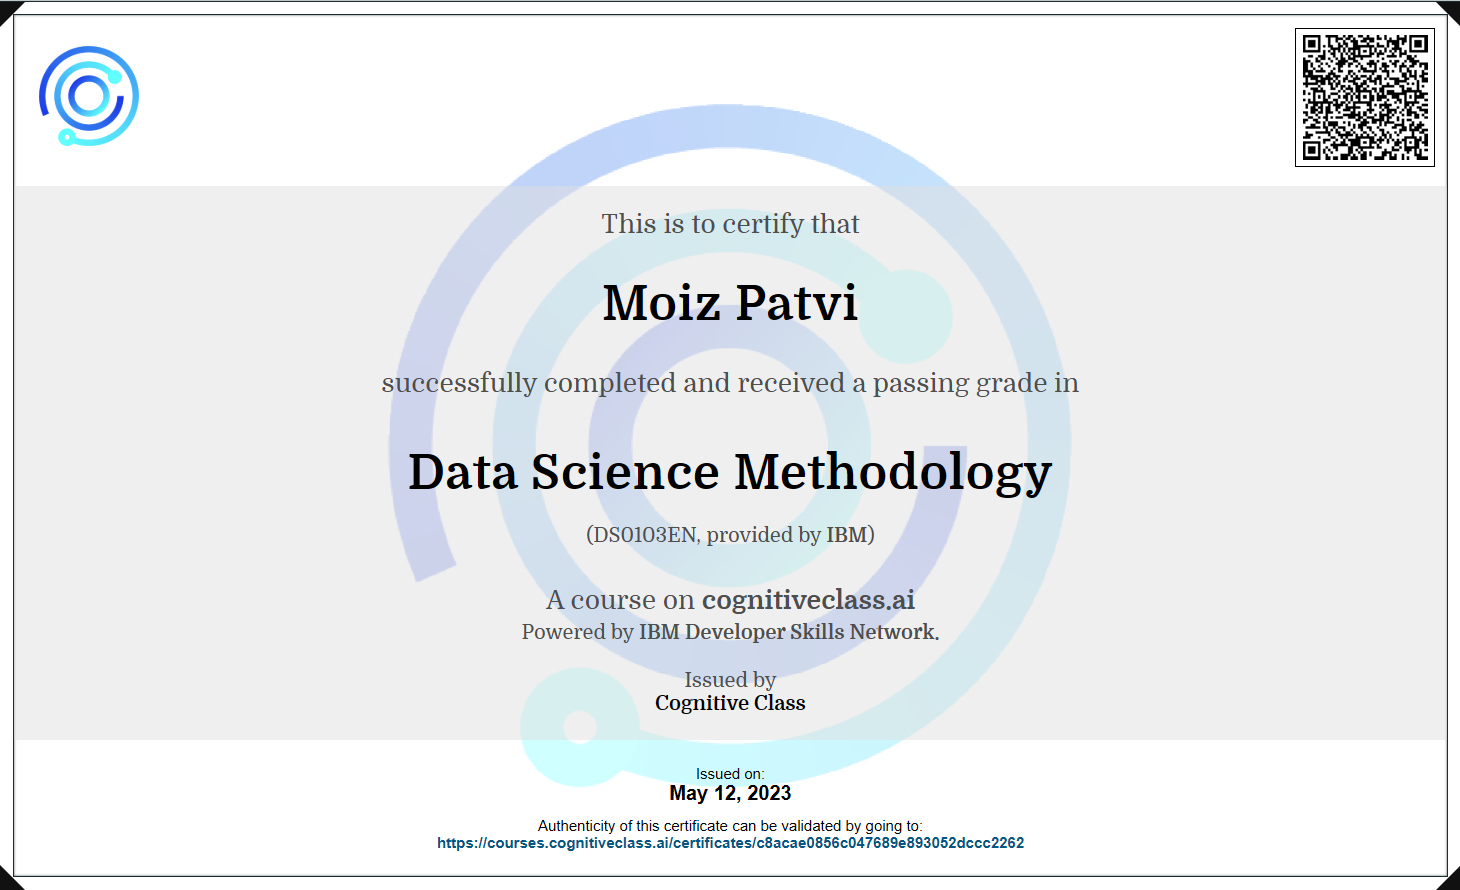 This is to certify that
Moiz Patvi
successfully completed and received a passing grade in
Data Science Methodology
(DS0103EN, provided by IBM)
A course on cognitiveclass.ai
Powered by IBM Developer Skills Network.
Issued by
Cognitive Class
Issued on:
May 12, 2023
Authenticity of this certificate can be validated by going to:
https://courses.cognitiveclass.ai/certificates/c8acae0856c047689e893052dccc2262